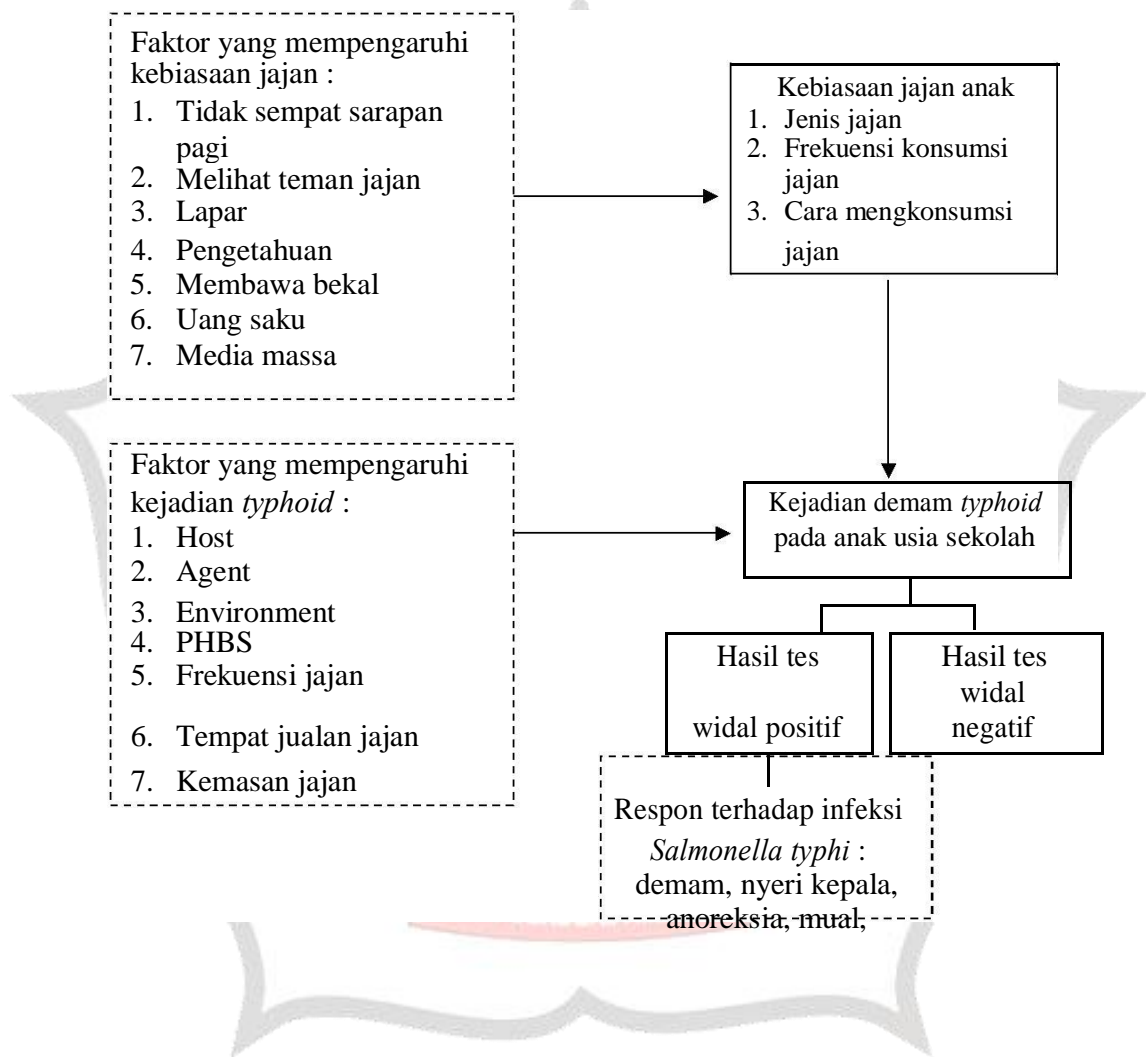 Faktor yang mempengaruhi
kebiasaan jajan :
1. Tidak sempat sarapan
pagi
2. Melihat teman jajan
3. Lapar
4. Pengetahuan
5. Membawa bekal
6. Uang saku
7. Media massa
Kebiasaan jajan anak
1. Jenis jajan
2. Frekuensi konsumsi
jajan
3. Cara mengkonsumsi
jajan
Faktor yang mempengaruhi
kejadian typhoid :
1. Host
2. Agent
3. Environment
4. PHBS
5. Frekuensi jajan
6. Tempat jualan jajan
7. Kemasan jajan
Kejadian demam typhoid
pada anak usia sekolah
Hasil tes
widal positif
Hasil tes
widal
negatif
Respon terhadap infeksi
Salmonella typhi :
demam, nyeri kepala,
anoreksia, mual,